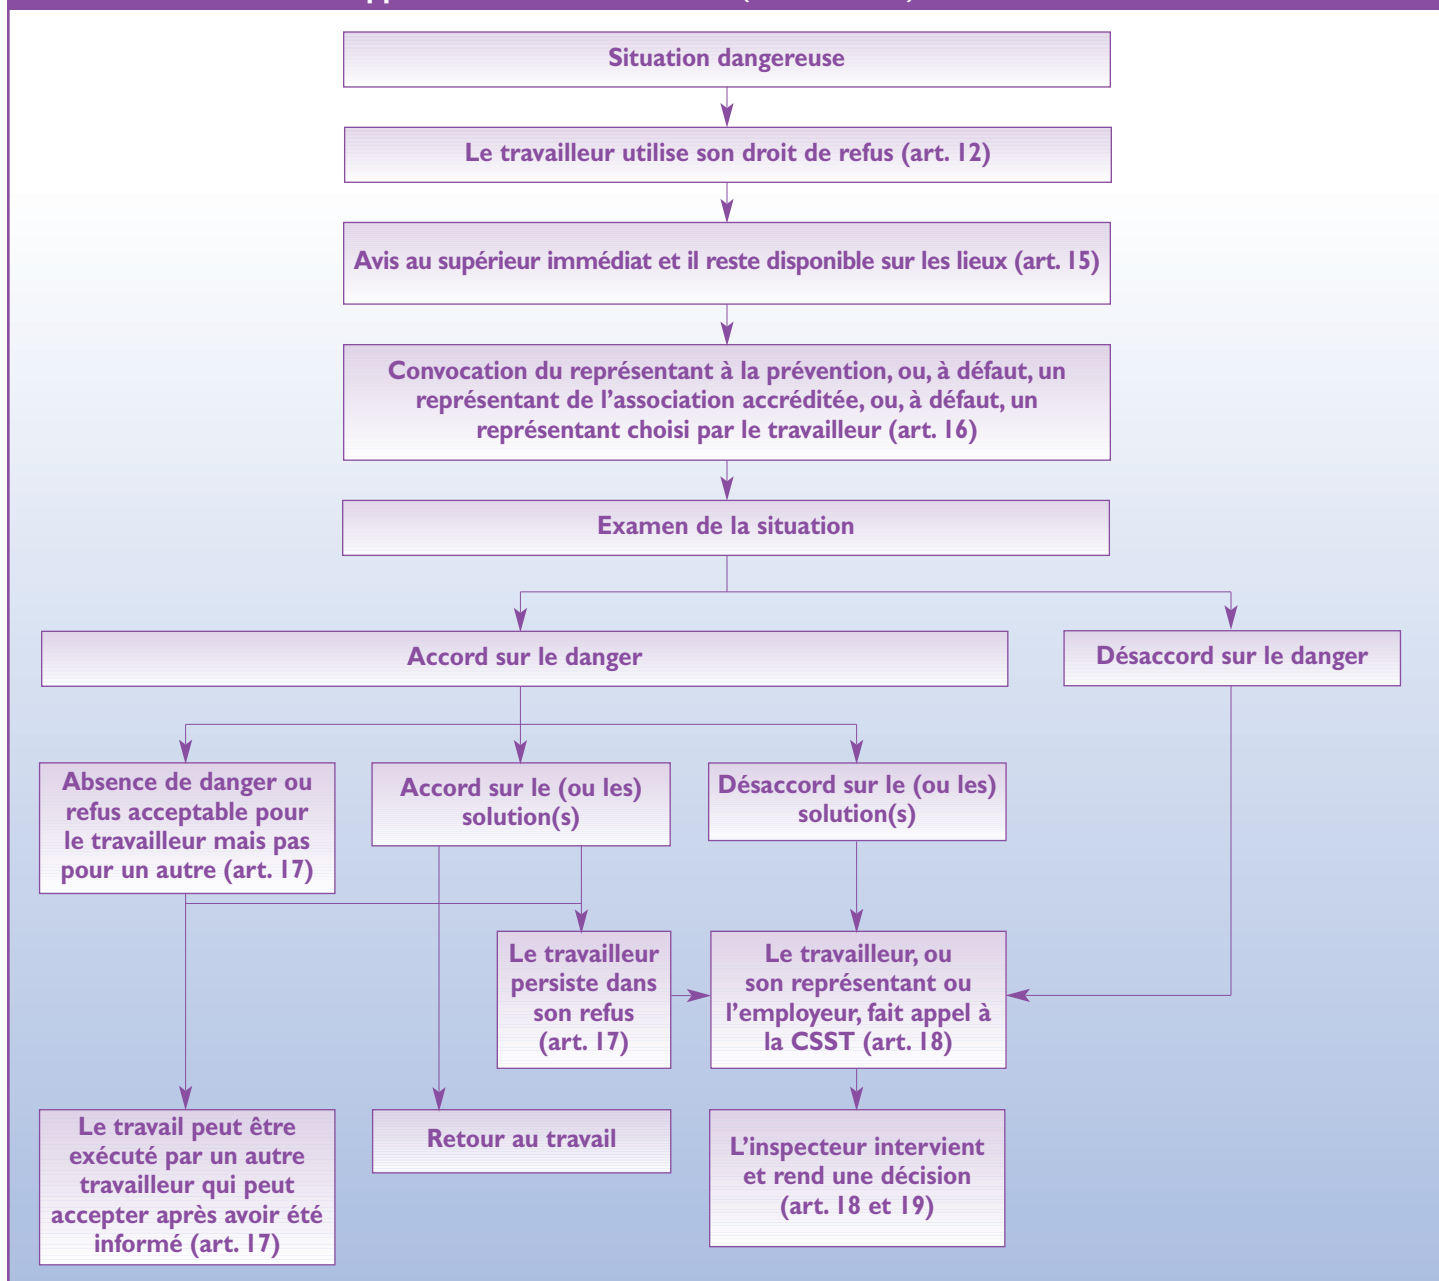 Situation dangereuse
Le travailleur utilise son droit de refus (art. 12)
Avis au supérieur immédiat et il reste disponible sur les lieux (art. 15)
Convocation du représentant à la prévention, ou, à défaut, un
représentant de l’association accréditée, ou, à défaut, un
représentant choisi par le travailleur (art. 16)
Examen de la situation
Accord sur le danger
Désaccord sur le danger
Absence de danger ou
refus acceptable pour
le travailleur mais pas
pour un autre (art. 17)
Accord sur le (ou les)
solution(s)
Désaccord sur le (ou les)
solution(s)
Le travailleur
persiste dans
son refus
(art. 17)
Le travailleur, ou
son représentant ou
l’employeur, fait appel à
la CSST (art. 18)
Le travail peut être
exécuté par un autre
travailleur qui peut
accepter après avoir été
informé (art. 17)
Retour au travail
L’inspecteur intervient
et rend une décision
(art. 18 et 19)